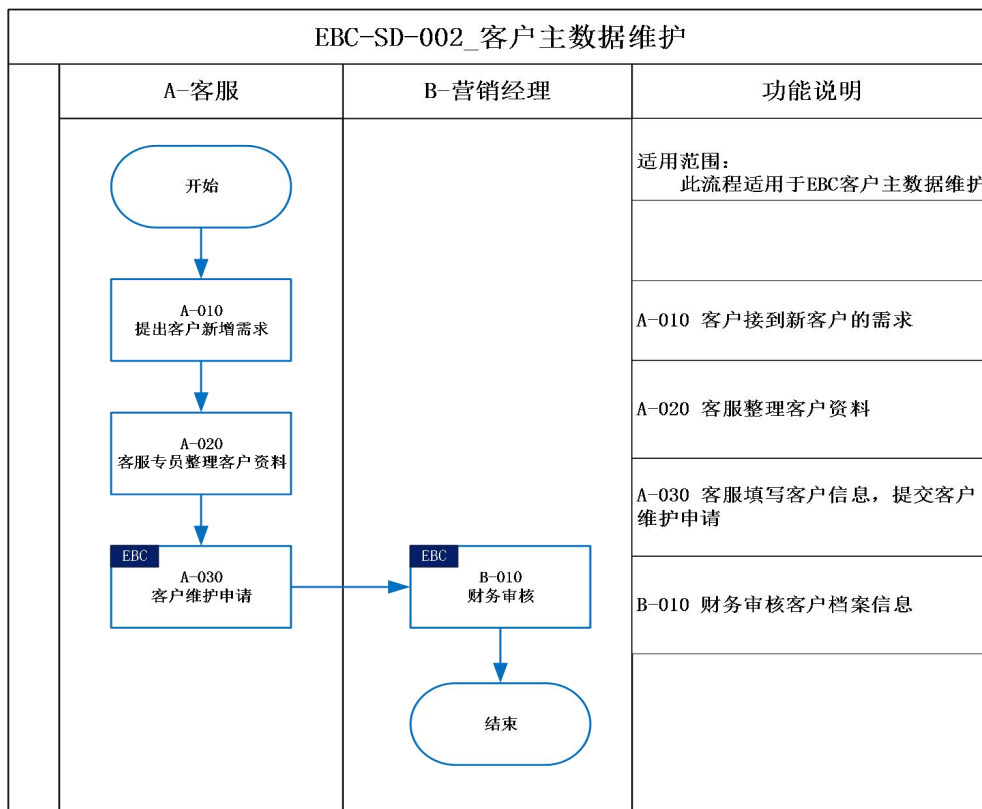 EBC-SD-002_客户主数据维护
A-客服
B-营销经理
功能说明
开始
适用范围：
此流程适用于EBC客户主数据维护
A-010
提出客户新增需求
A-010 客户接到新客户的需求
A-020
客服专员整理客户资料
A-020 客服整理客户资料
A-030 客服填写客户信息，提交客户
维护申请
EBC
A-030
客户维护申请
EBC
B-010
财务审核
B-010 财务审核客户档案信息
结束